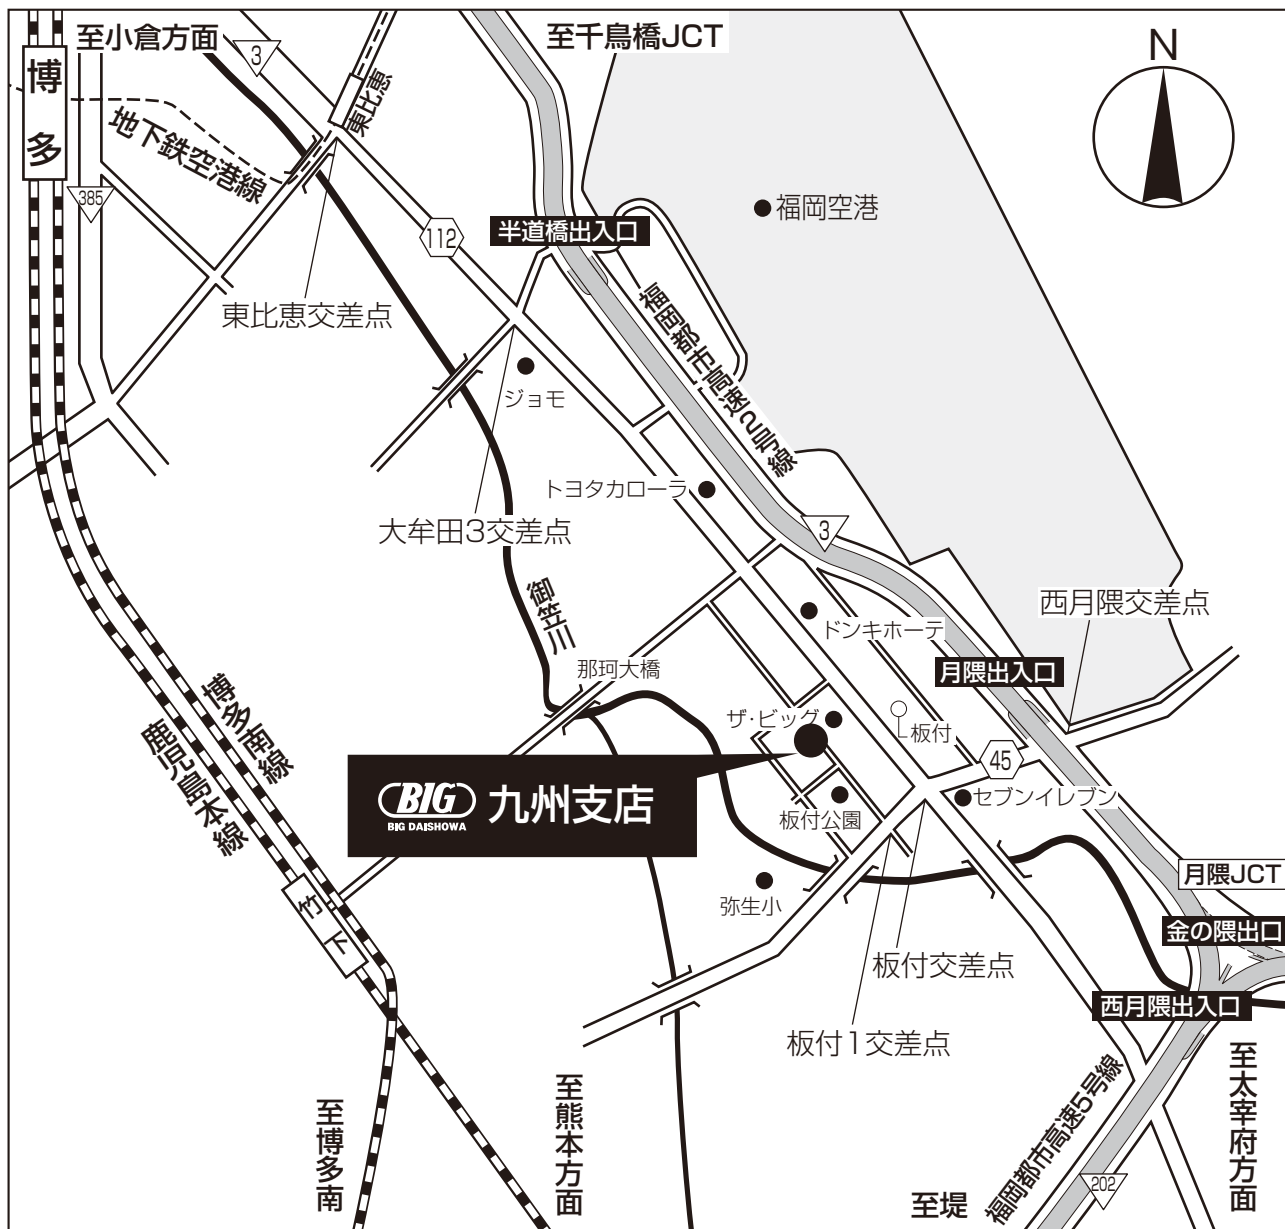 至小倉方面
3
至千鳥橋JCT
N
博多
東比恵
地下鉄空港線
385
112
半道橋出入口
福岡空港
東比恵交差点
福岡都市高速2号線
ジョモ
トヨタカローラ
大牟田3交差点
3
御笠川
西月隈交差点
ドンキホーテ
那珂大橋
月隈出入口
博多南線
鹿児島本線
ザ・ビッグ
板付
45
BIG
BIG DAISHOWA
九州支店
セブンイレブン
板付公園
月隈JCT
弥生小
竹下
金の隈出口
板付交差点
西月隈出入口
板付1交差点
至博多南
至熊本方面
福岡都市高速5号線
至太宰府方面
202
至堤